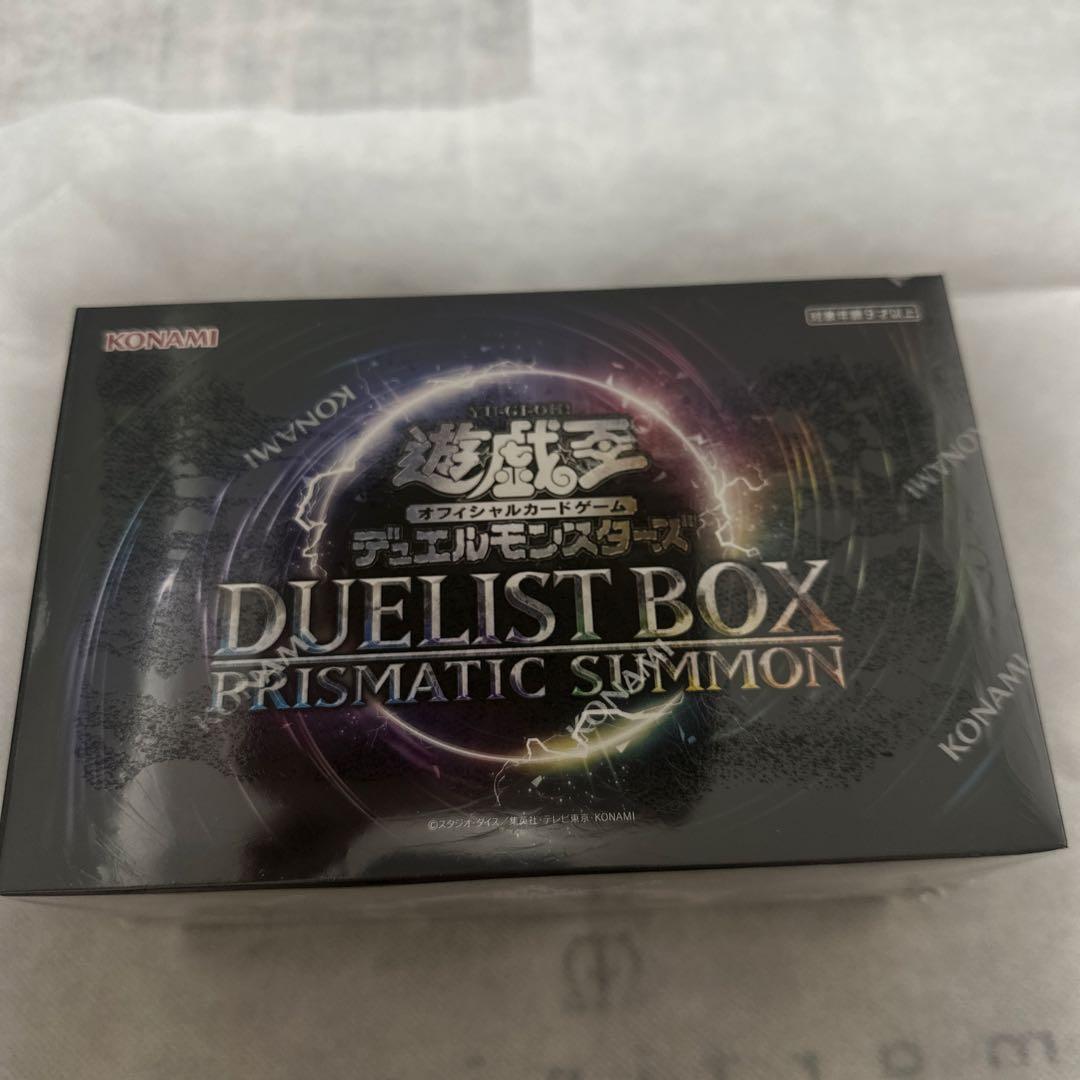 KONAMI
対象年齢9才以上
KONAMI
YU-GI-OH!
遊戯王
KONAMI
オフィシャルカードゲーム
デュエルモンスターズ
DUELIST BOX
PRISMATIC SUMMON
KONAMI
KONAMI
KONAMI
©スタジオ・ダイス/集英社・テレビ東京・KONAMI